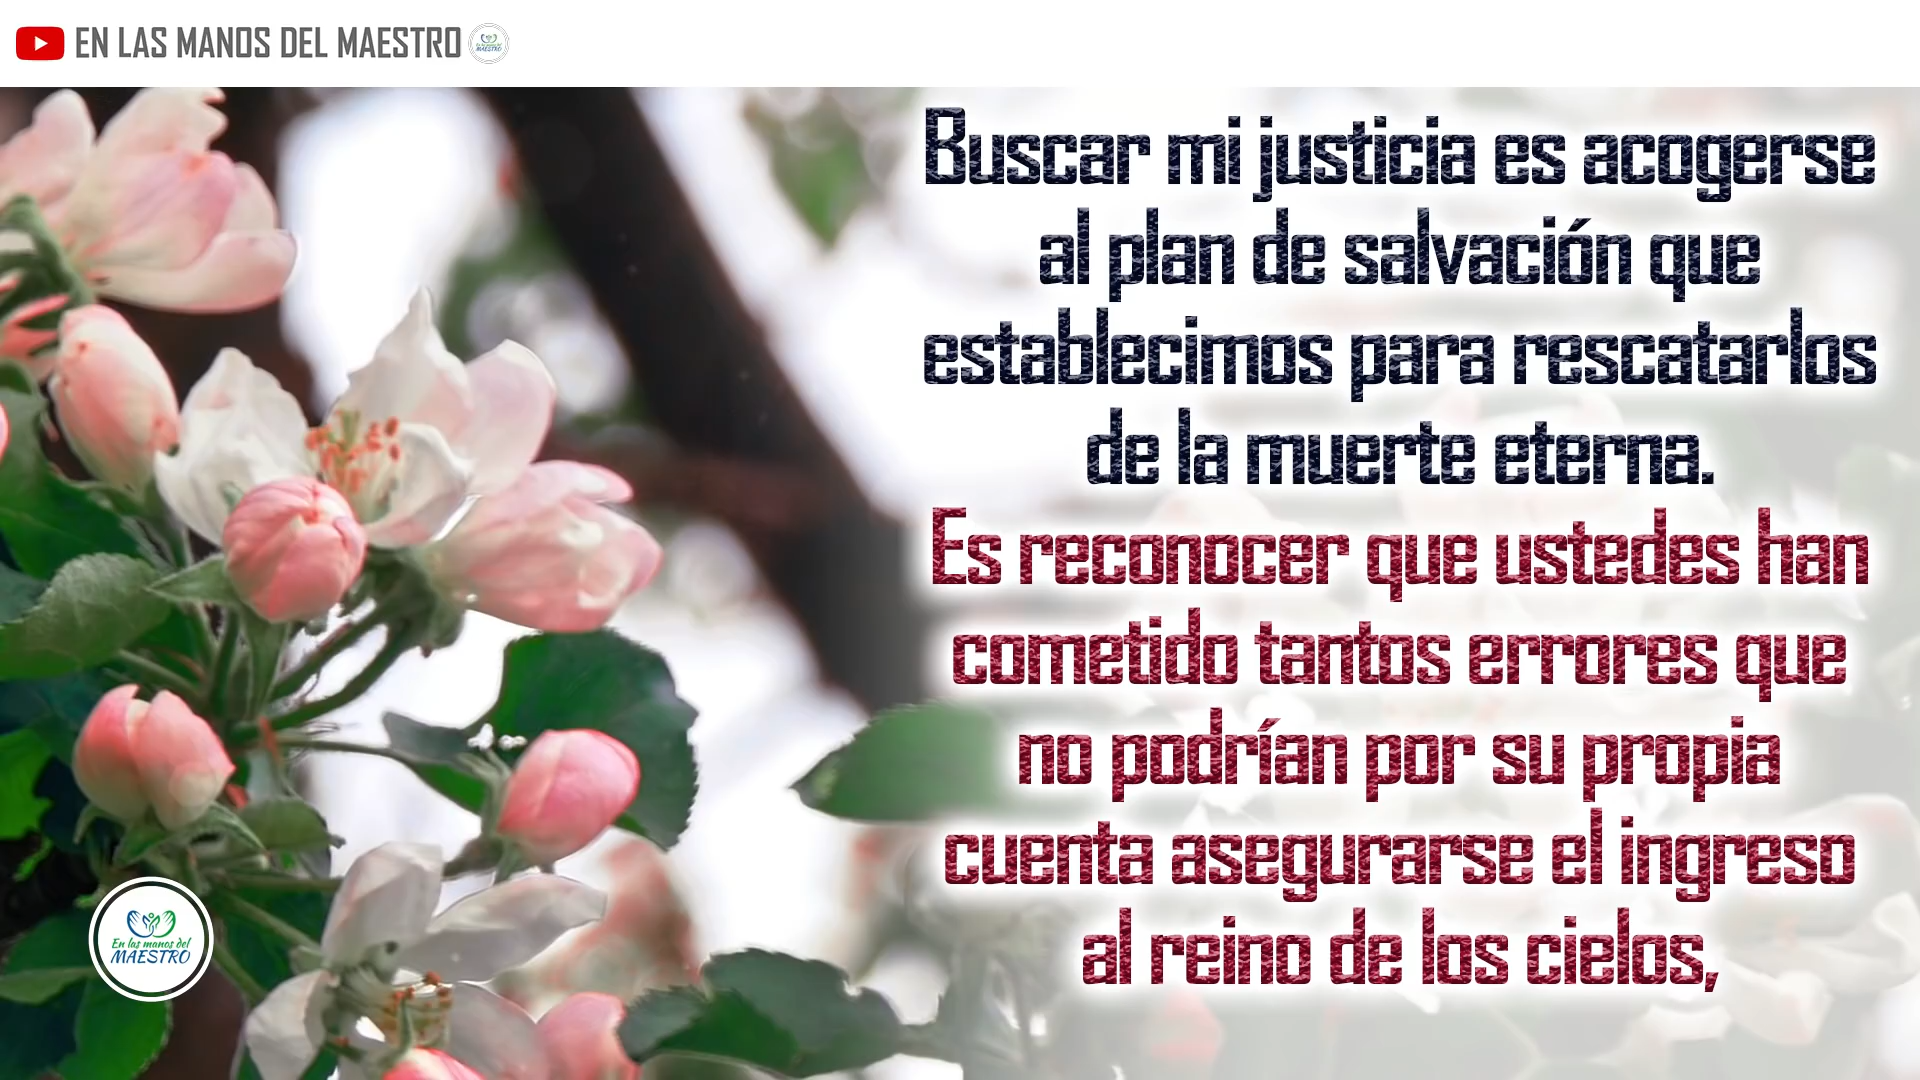 EN LAS MANOS DEL MAESTRO
Buscar mi justicia es acogerse
al plan de salvación que
establecimos para rescatarlos
de la muerte eterna.
Es reconocer que ustedes han
cometido tantos errores que
no podrían por su propia
cuenta asegurarse el ingreso
al reino de los cielos,
En las manos del
MAESTRO